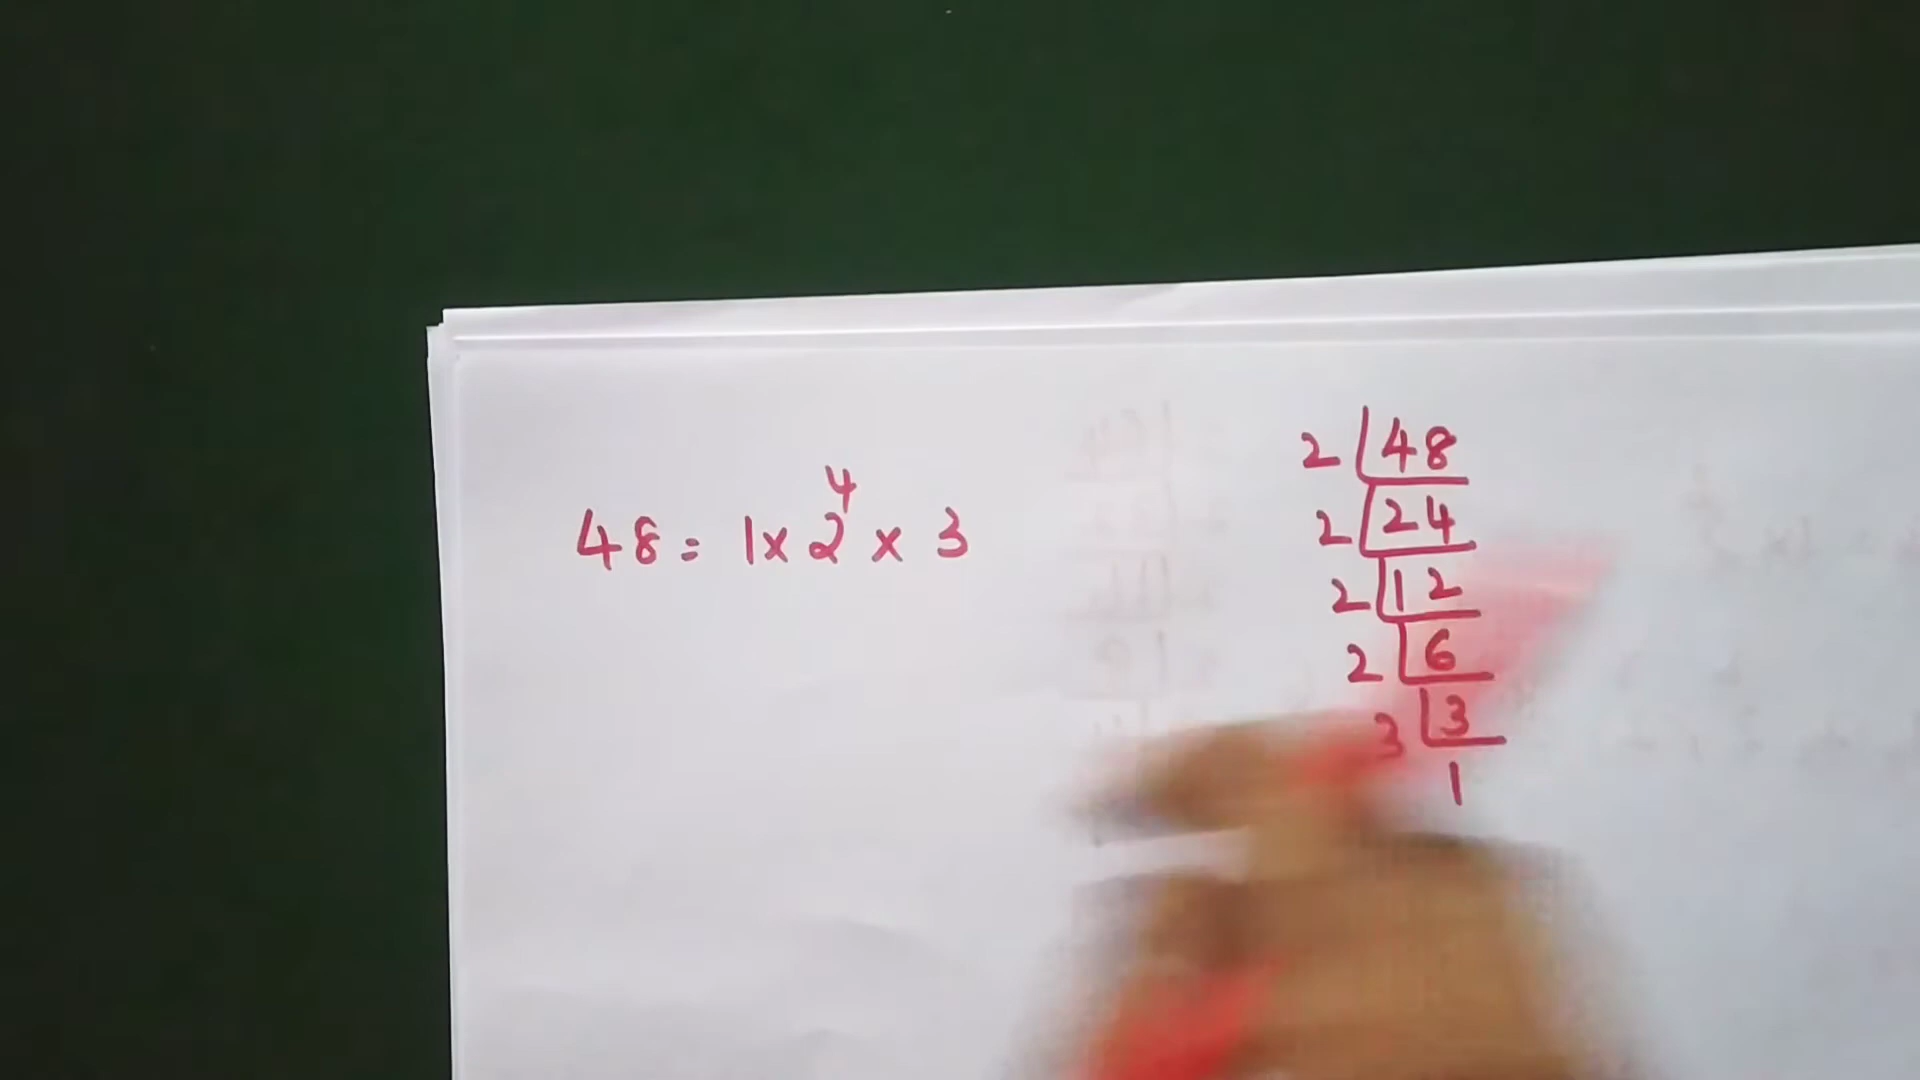 48 = 1 x 2⁴ x 3
2 | 48
2 | 24
2 | 12
2 | 6
3 | 3
1